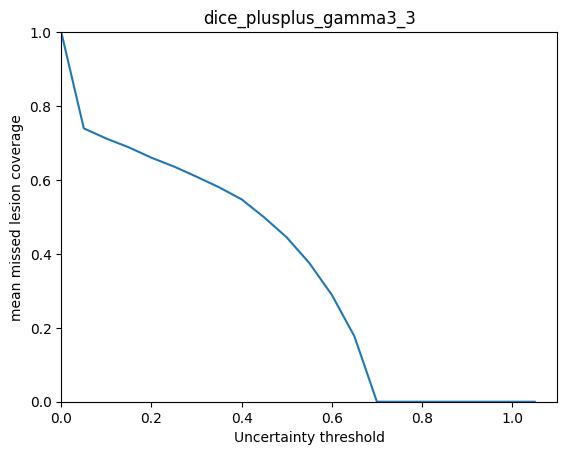 dice_plusplus_gamma3_3
mean missed lesion coverage
1.0
0.8
0.6
0.4
0.2
0.0
0.0 0.2 0.4 0.6 0.8 1.0
Uncertainty threshold